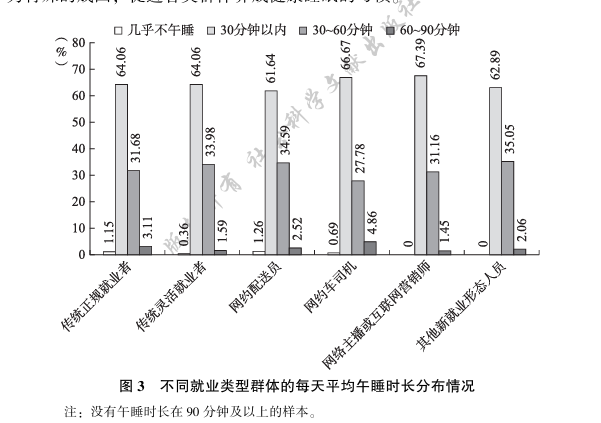 □几乎不午睡 □30分钟以内 ■30~60分钟 ■60~90分钟
(%)
80
70
60
50
40
30
20
10
0
1.15 64.06 31.68 3.11
0.36 64.06 33.98 1.59
1.26 61.64 34.59 2.52
0.69 66.67 27.78 4.86
0 67.39 31.16 1.45
0 62.89 35.05 2.06
传统正规就业者
传统灵活就业者
网约配送员
网约车司机
网络主播或互联网营销师
其他新就业形态人员
图 3 不同就业类型群体的每天平均午睡时长分布情况
注：没有午睡时长在 90 分钟及以上的样本。